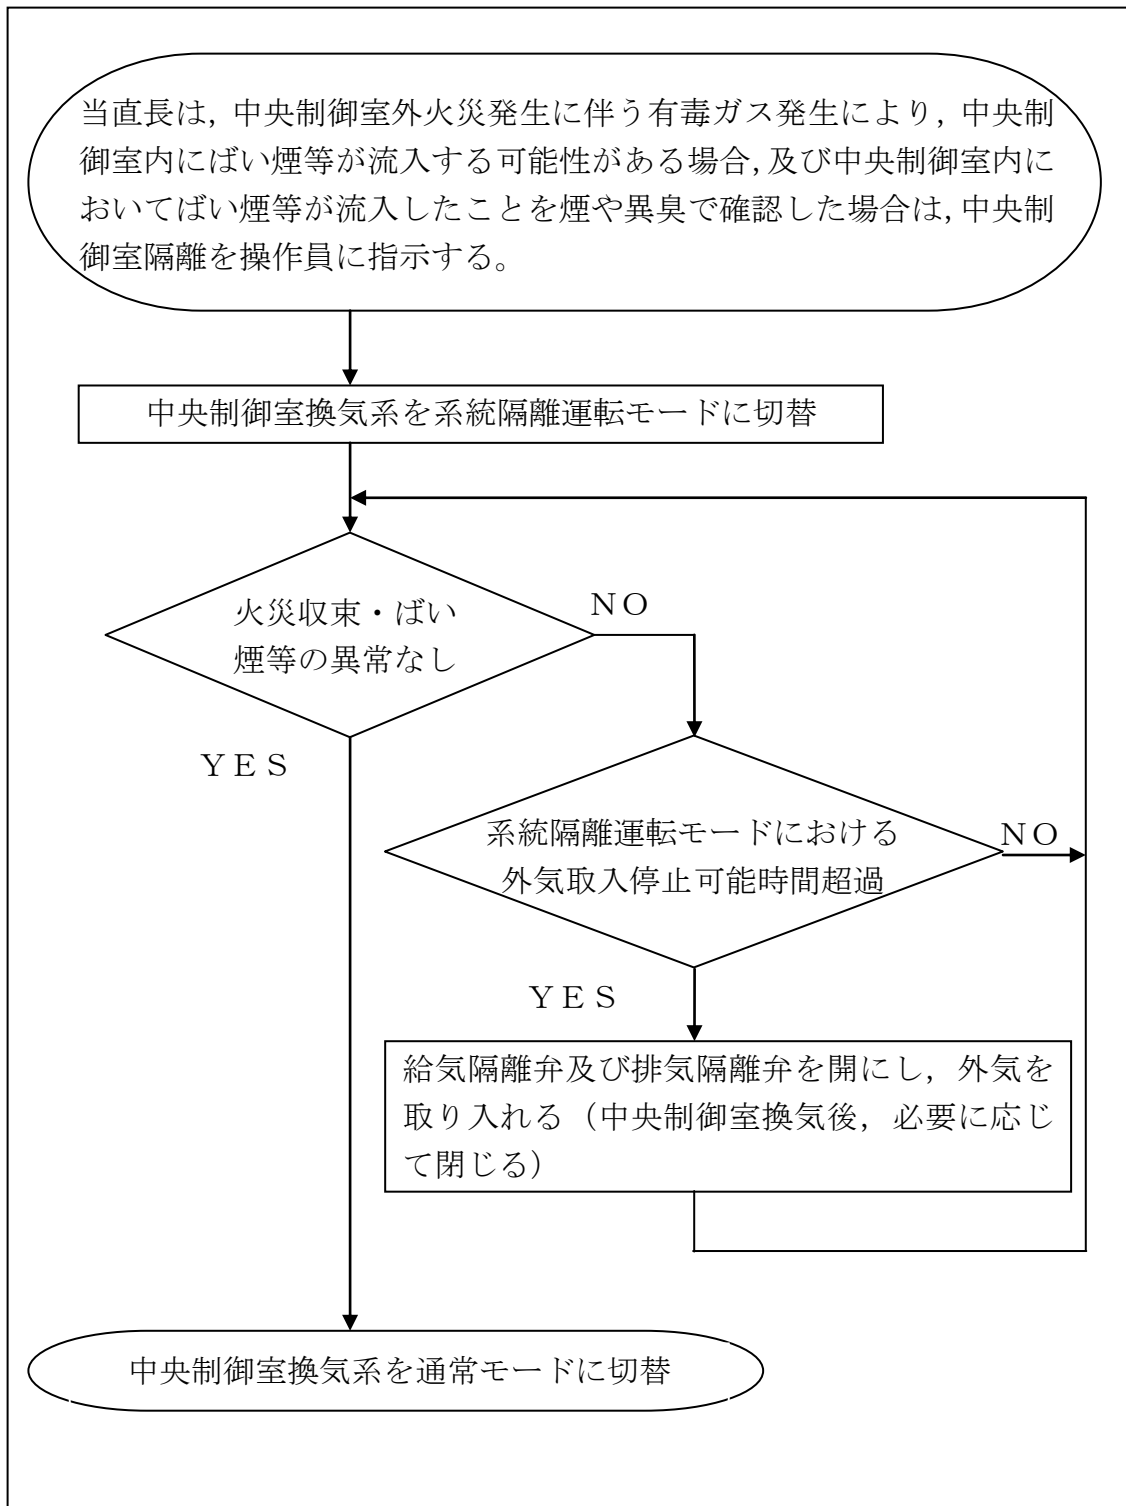 当直長は，中央制御室外火災発生に伴う有毒ガス発生により，中央制
御室内にばい煙等が流入する可能性がある場合，及び中央制御室内に
おいてばい煙等が流入したことを煙や異臭で確認した場合は，中央制
御室隔離を操作員に指示する。
中央制御室換気系を系統隔離運転モードに切替
火災収束・ばい
煙等の異常なし
ＮＯ
ＹＥＳ
系統隔離運転モードにおける
外気取入停止可能時間超過
ＮＯ
ＹＥＳ
給気隔離弁及び排気隔離弁を開にし，外気を
取り入れる（中央制御室換気後，必要に応じ
て閉じる）
中央制御室換気系を通常モードに切替